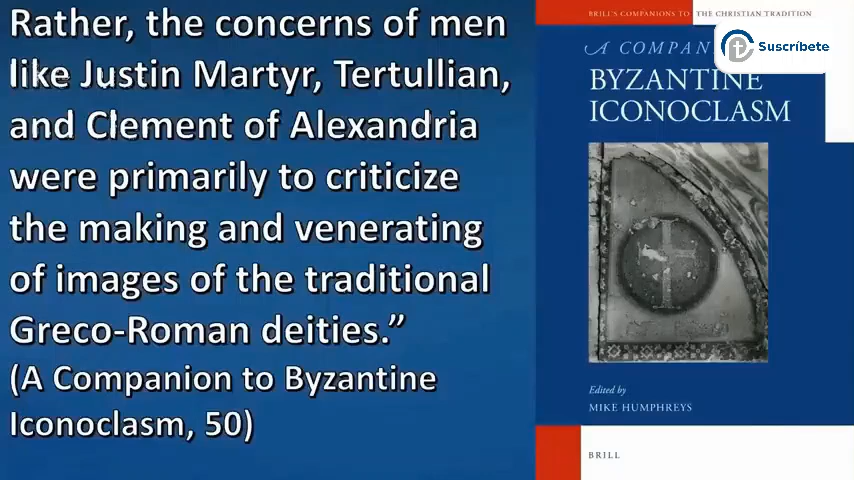 Rather, the concerns of men
like Justin Martyr, Tertullian,
and Clement of Alexandria
were primarily to criticize
the making and venerating
of images of the traditional
Greco-Roman deities.”
(A Companion to Byzantine
Iconoclasm, 50)
BRILL'S COMPANIONS TO THE CHRISTIAN TRADITION
Suscríbete
A COMPAN
BYZANTINE
ICONOCLASM
Edited by
MIKE HUMPHREYS
BRILL